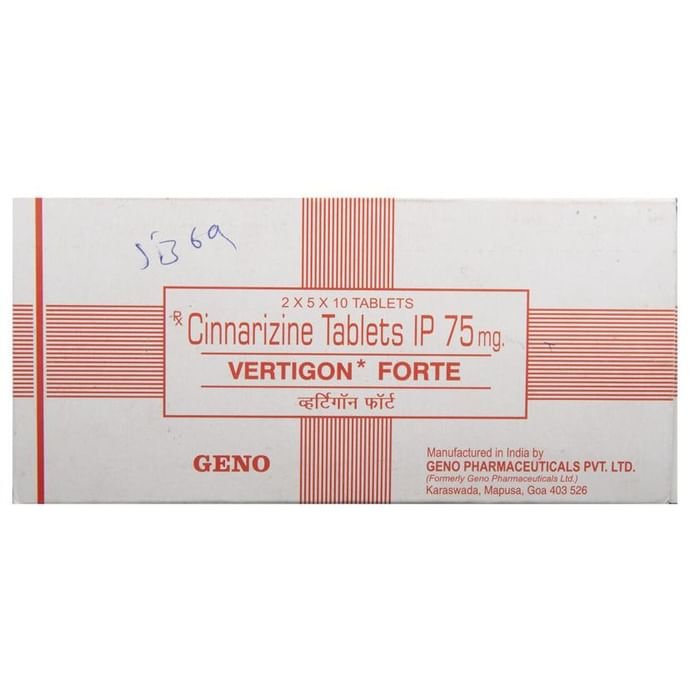 2 X 5 X 10 TABLETS
Rx Cinnarizine Tablets IP 75 mg.
VERTIGON* FORTE
व्हर्टिगॉन फॉर्ट
GENO
Manufactured in India by
GENO PHARMACEUTICALS PVT. LTD.
(Formerly Geno Pharmaceuticals Ltd.)
Karaswada, Mapusa, Goa 403 526